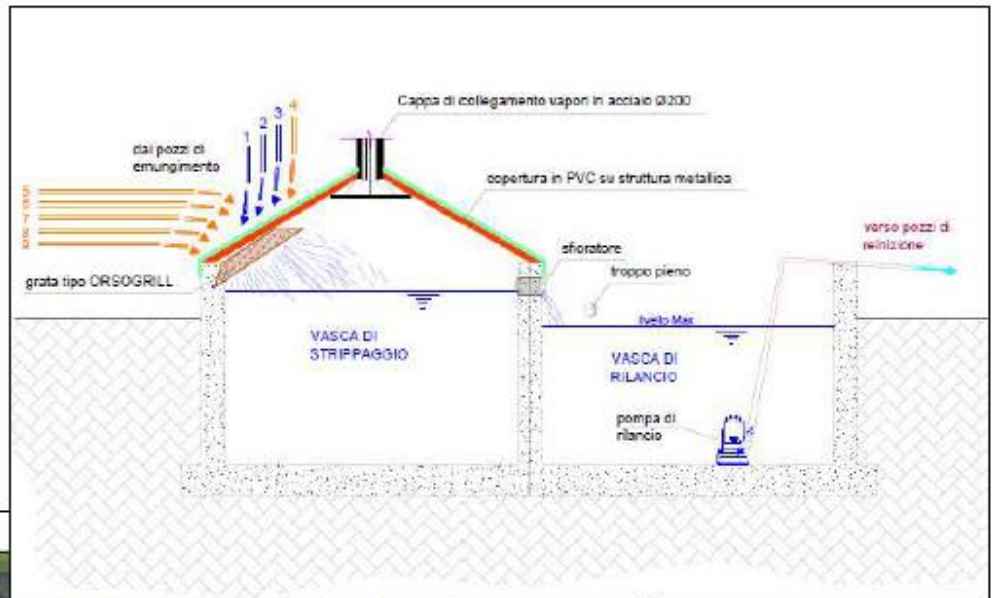 Cappa di collegamento vapori in acciaio Ø200
4
3
2
1
dai pozzi di
emungimento
copertura in PVC su struttura metallica
5
6
7
8
9
verso pozzi di
reinizione
sfioratore
troppo pieno
grata tipo ORSOGRILL
livello Max
VASCA DI
STRIPPAGGIO
VASCA DI
RILANCIO
pompa di
rilancio